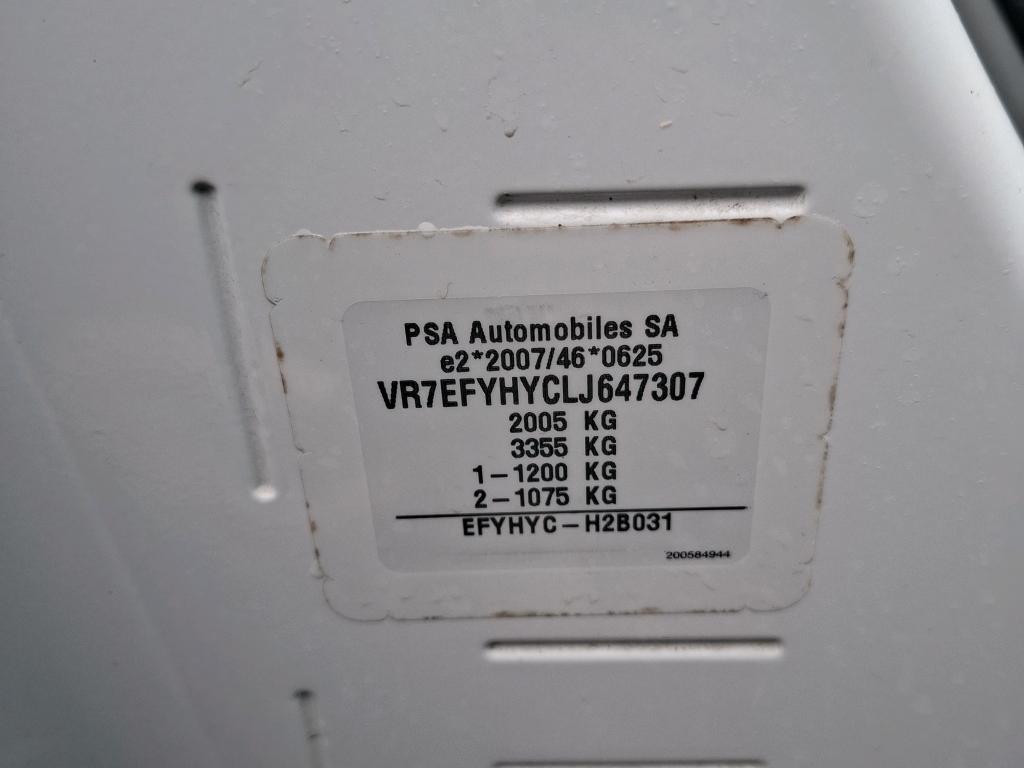 PSA Automobiles SA
e2*2007/46*0625
VR7EFYHYCLJ647307
2005 KG
3355 KG
1-1200 KG
2-1075 KG
EFYHYC-H2B031
200584944